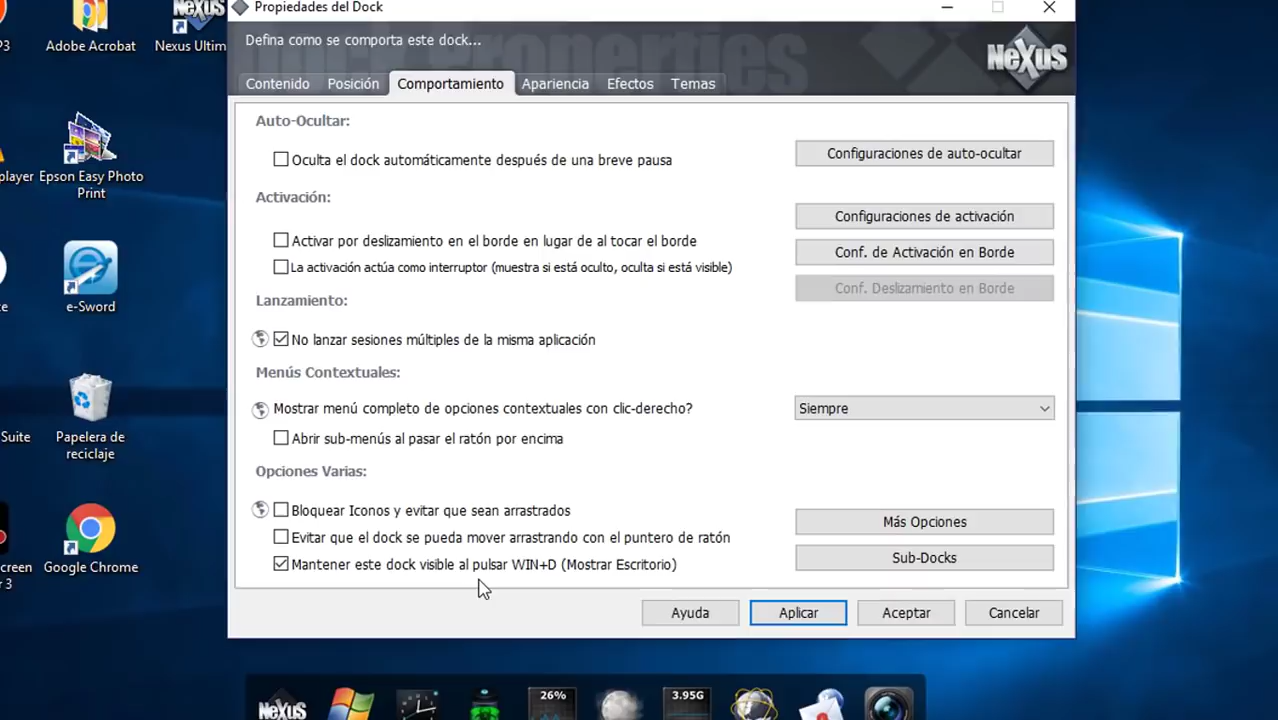 Propiedades del Dock
Defina como se comporta este dock...
Dock Properties
NeXuS
Contenido
Posición
Comportamiento
Apariencia
Efectos
Temas
Auto-Ocultar:
Oculta el dock automáticamente después de una breve pausa
Configuraciones de auto-ocultar
Activación:
Configuraciones de activación
Activar por deslizamiento en el borde en lugar de al tocar el borde
Conf. de Activación en Borde
La activación actúa como interruptor (muestra si está oculto, oculta si está visible)
Conf. Deslizamiento en Borde
Lanzamiento:
No lanzar sesiones múltiples de la misma aplicación
Menús Contextuales:
Mostrar menú completo de opciones contextuales con clic-derecho?
Siempre
Abrir sub-menús al pasar el ratón por encima
Opciones Varias:
Bloquear Iconos y evitar que sean arrastrados
Más Opciones
Evitar que el dock se pueda mover arrastrando con el puntero de ratón
Sub-Docks
Mantener este dock visible al pulsar WIN+D (Mostrar Escritorio)
Ayuda
Aplicar
Aceptar
Cancelar
P3
Adobe Acrobat
NeXuS
Nexus Ultim
player
Epson Easy Photo
Print
e-Sword
Suite
Papelera de
reciclaje
creen
r 3
Google Chrome
NeXuS
26%
3.95G